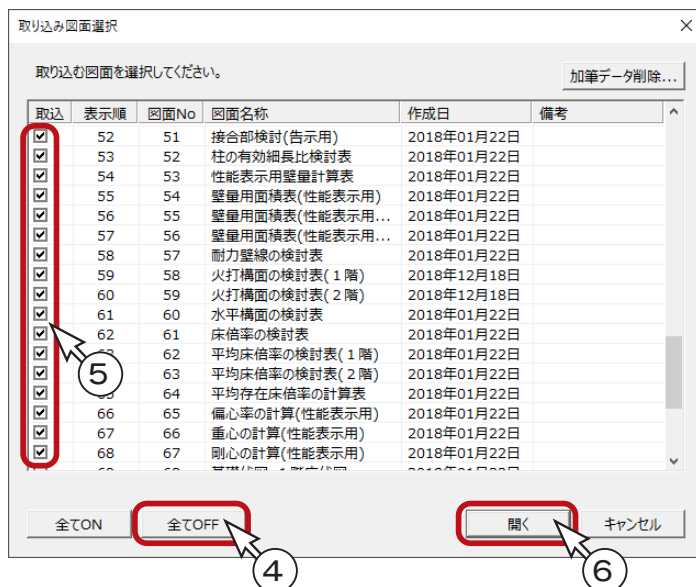 取り込み図面選択
取り込む図面を選択してください。
加筆データ削除...
取込 表示順 図面No 図面名称 作成日 備考
52 51 接合部検討(告示用) 2018年01月22日
53 52 柱の有効細長比検討表 2018年01月22日
54 53 性能表示用壁量計算表 2018年01月22日
55 54 壁量用面積表(性能表示用) 2018年01月22日
56 55 壁量用面積表(性能表示用... 2018年01月22日
57 56 壁量用面積表(性能表示用... 2018年01月22日
58 57 耐力壁線の検討表 2018年01月22日
59 58 火打構面の検討表(1階) 2018年12月18日
60 59 火打構面の検討表(2階) 2018年12月18日
61 60 水平構面の検討表 2018年01月22日
62 61 床倍率の検討表 2018年01月22日
62 平均床倍率の検討表(1階) 2018年01月22日
63 平均床倍率の検討表(2階) 2018年01月22日
64 平均存在床倍率の計算表 2018年01月22日
66 65 偏心率の計算(性能表示用) 2018年01月22日
67 66 重心の計算(性能表示用) 2018年01月22日
68 67 剛心の計算(性能表示用) 2018年01月22日
⑤
全てON 全てOFF 開く キャンセル
④ ⑥